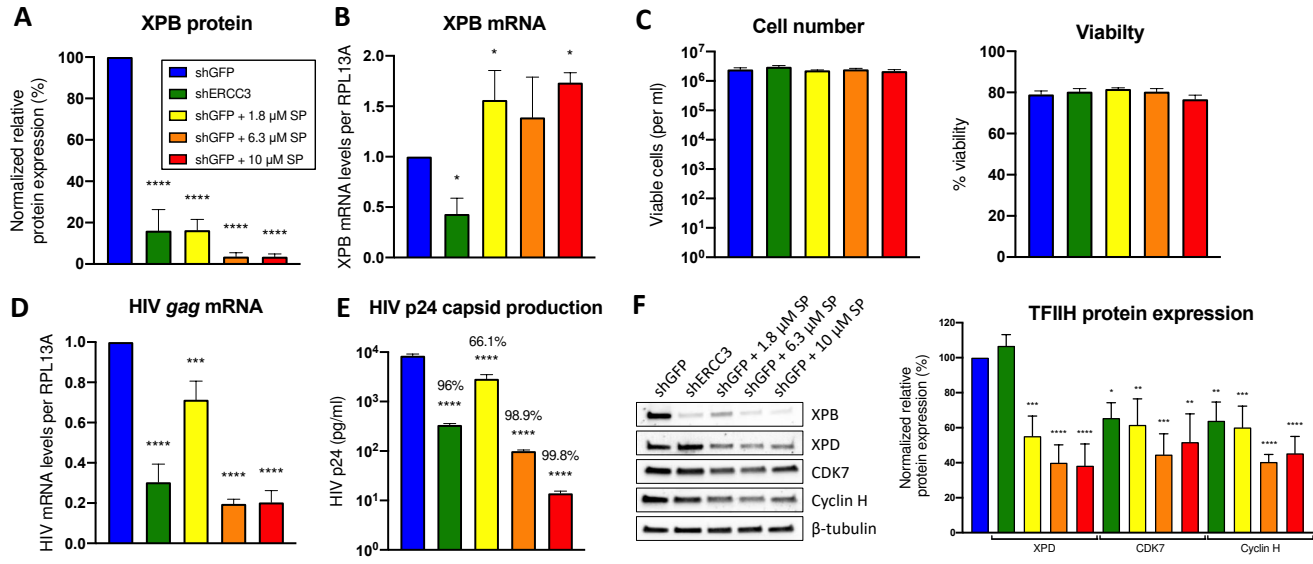 A
XPB protein
Normalized relative
protein expression (%)
100
80
60
40
20
0
shGFP
shERCC3
shGFP + 1.8 µM SP
shGFP + 6.3 µM SP
shGFP + 10 µM SP
****
****
****
****
B
XPB mRNA
XPB mRNA levels per RPL13A
2.0
1.5
1.0
0.5
0.0
*
*
*
C
Cell number
Viable cells (per ml)
10⁸
10⁷
10⁶
10⁵
10⁴
10³
10²
10¹
10⁰
Viabilty
% viability
100
80
60
40
20
0
D
HIV gag mRNA
HIV mRNA levels per RPL13A
1.0
0.8
0.6
0.4
0.2
0.0
****
***
****
****
E
HIV p24 capsid production
HIV p24 (pg/ml)
10⁴
10³
10²
10¹
10⁰
96%
****
66.1%
****
98.9%
****
99.8%
****
F
shGFP
shERCC3
shGFP + 1.8 µM SP
shGFP + 6.3 µM SP
shGFP + 10 µM SP
XPB
XPD
CDK7
Cyclin H
β-tubulin
TFIIH protein expression
Normalized relative
protein expression (%)
120
100
80
60
40
20
0
***
****
****
*
**
***
**
**
***
****
****
XPD
CDK7
Cyclin H